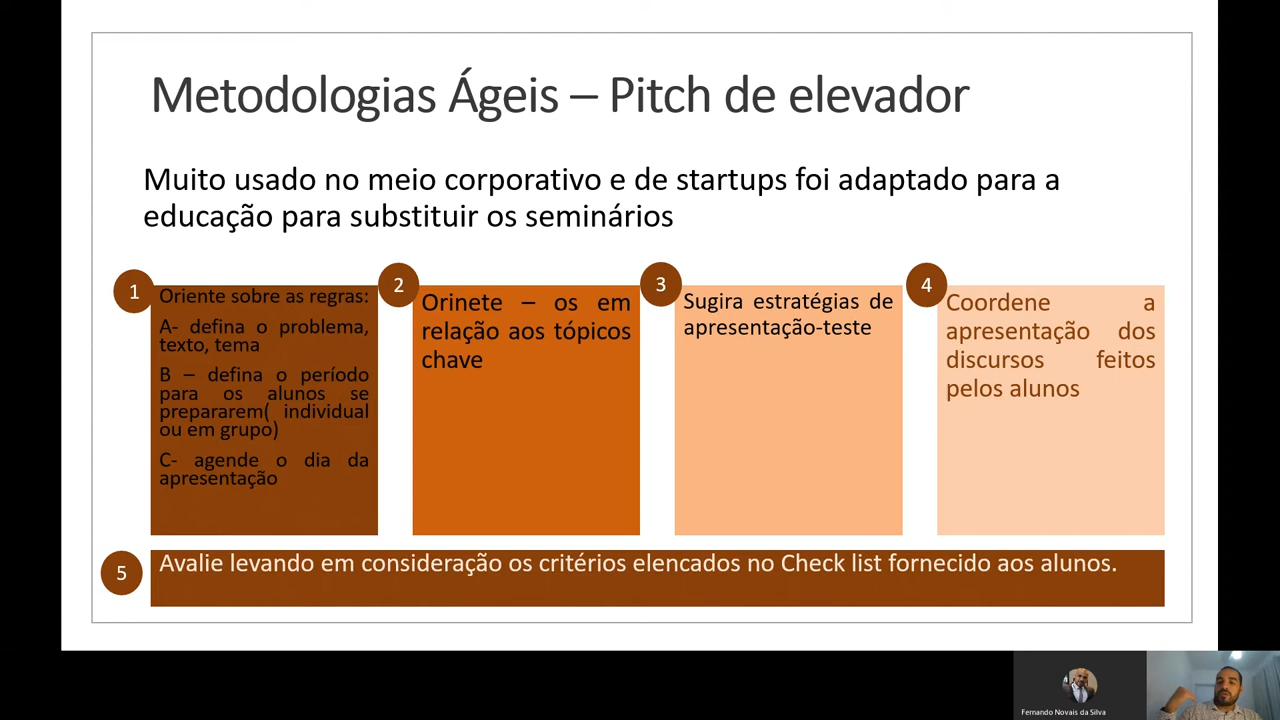 Metodologias Ágeis – Pitch de elevador
Muito usado no meio corporativo e de startups foi adaptado para a
educação para substituir os seminários
1
Oriente sobre as regras:
A- defina o problema,
texto, tema
B – defina o período
para os alunos se
prepararem( individual
ou em grupo)
C- agende o dia da
apresentação
2
Orinete – os em
relação aos tópicos
chave
3
Sugira estratégias de
apresentação-teste
4
Coordene a
apresentação dos
discursos feitos
pelos alunos
5
Avalie levando em consideração os critérios elencados no Check list fornecido aos alunos.
Fernando Novais da Silva